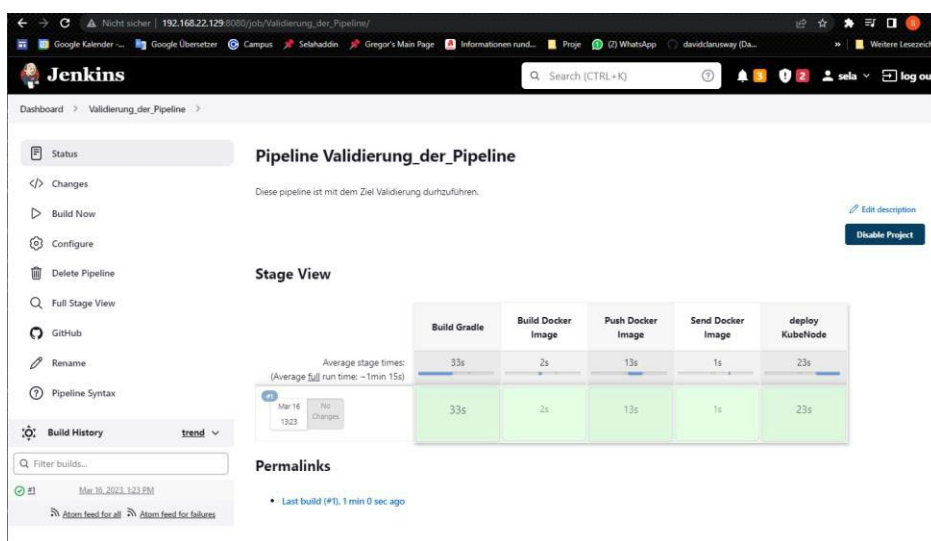 Nicht sicher | 192.168.22.129:8080/job/Validierung_der_Pipeline/
Google Kalender -... Google Übersetzer Campus Selahaddin Gregor's Main Page Informationen rund... Proje (2) WhatsApp davidclarusway (Da... » Weitere Lesezeich
Jenkins
Search (CTRL+K)
3
2
sela
log ou
Dashboard > Validierung_der_Pipeline >
Status
Changes
Build Now
Configure
Delete Pipeline
Full Stage View
GitHub
Rename
Pipeline Syntax
Build History trend
Filter builds...
#1 Mar 16, 2023, 1:23 PM
Atom feed for all Atom feed for failures
Pipeline Validierung_der_Pipeline
Diese pipeline ist mit dem Ziel Validierung durhzuführen.
Edit description
Disable Project
Stage View
Build Gradle Build Docker Image Push Docker Image Send Docker Image deploy KubeNode
Average stage times: 33s 2s 13s 1s 23s
(Average full run time: ~1min 15s)
#1
Mar 16 13:23 No Changes 33s 2s 13s 1s 23s
Permalinks
Last build (#1), 1 min 0 sec ago